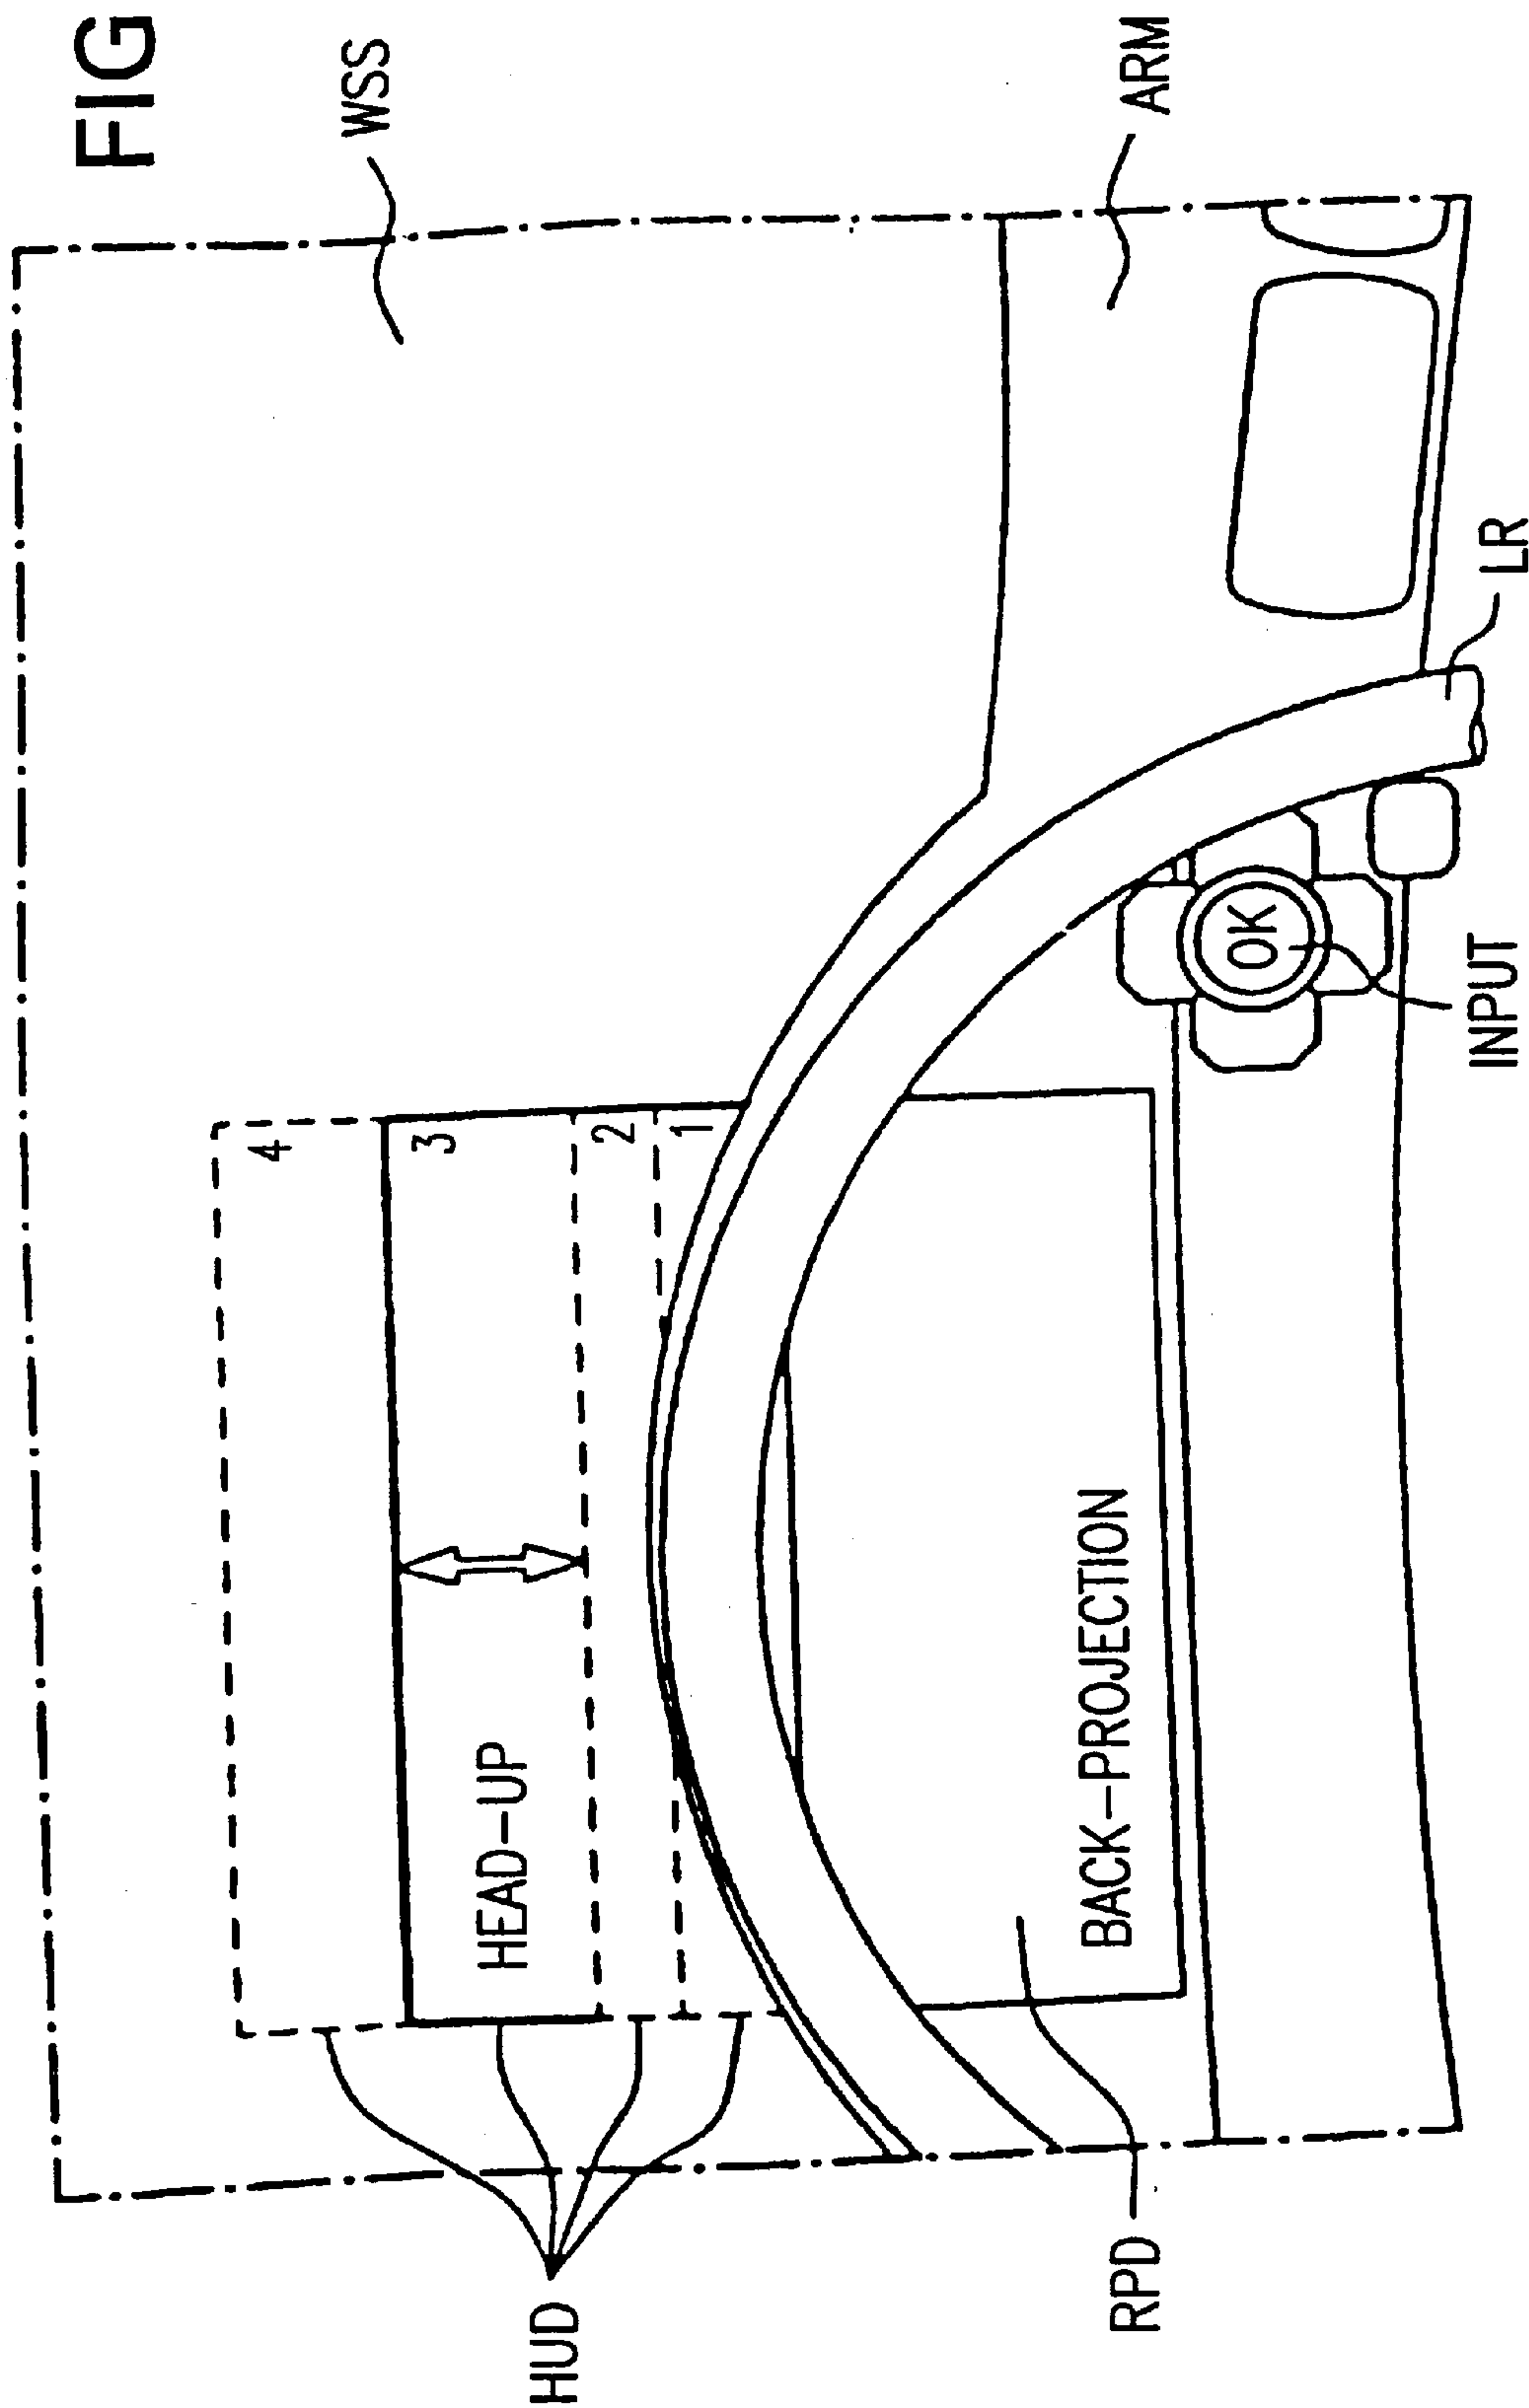 FIG
WSS
ARM
4
3
2
1
HEAD-UP
HUD
BACK-PROJECTION
RPD
OK
INPUT
LR